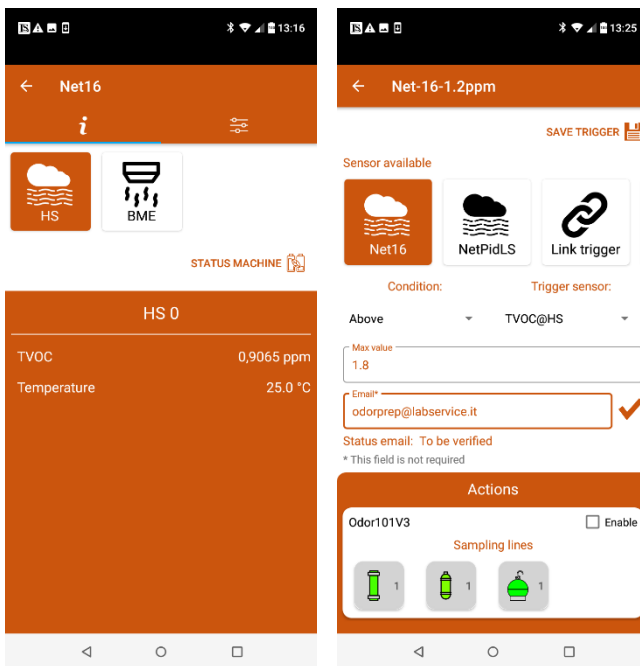 13:16
Net16
i
HS
BME
STATUS MACHINE
HS 0
TVOC 0,9065 ppm
Temperature 25.0 °C
13:25
Net-16-1.2ppm
SAVE TRIGGER
Sensor available
Net16
NetPidLS
Link trigger
Condition: Trigger sensor:
Above TVOC@HS
Max value
1.8
Email*
odorprep@labservice.it
Status email: To be verified
* This field is not required
Actions
Odor101V3 Enable
Sampling lines
1 1 1